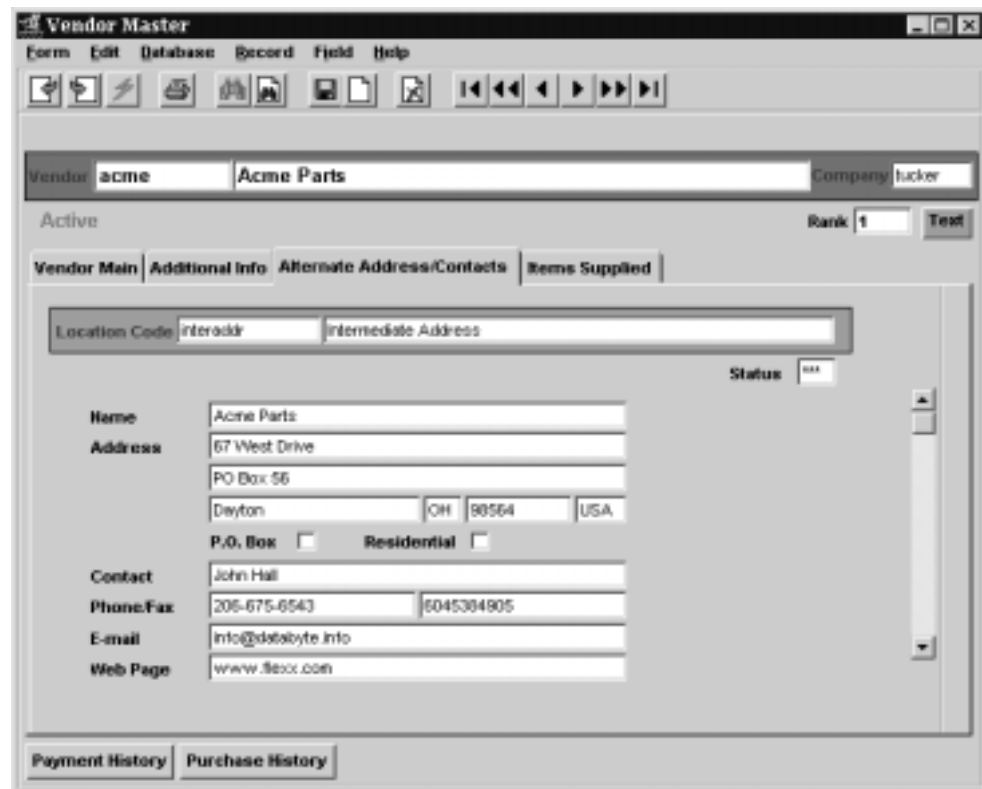 Vendor Master
Form Edit Database Record Field Help
Vendor acme Acme Parts Company tucker
Active Rank 1 Text
Vendor Main Additional Info Alternate Address/Contacts Items Supplied
Location Code interaddr Intermediate Address
Status ***
Name Acme Parts
Address 67 West Drive
PO Box 56
Dayton OH 98564 USA
P.O. Box Residential
Contact John Hall
Phone/Fax 206-675-6543 6045384905
E-mail info@databyte.info
Web Page www.flexx.com
Payment History Purchase History